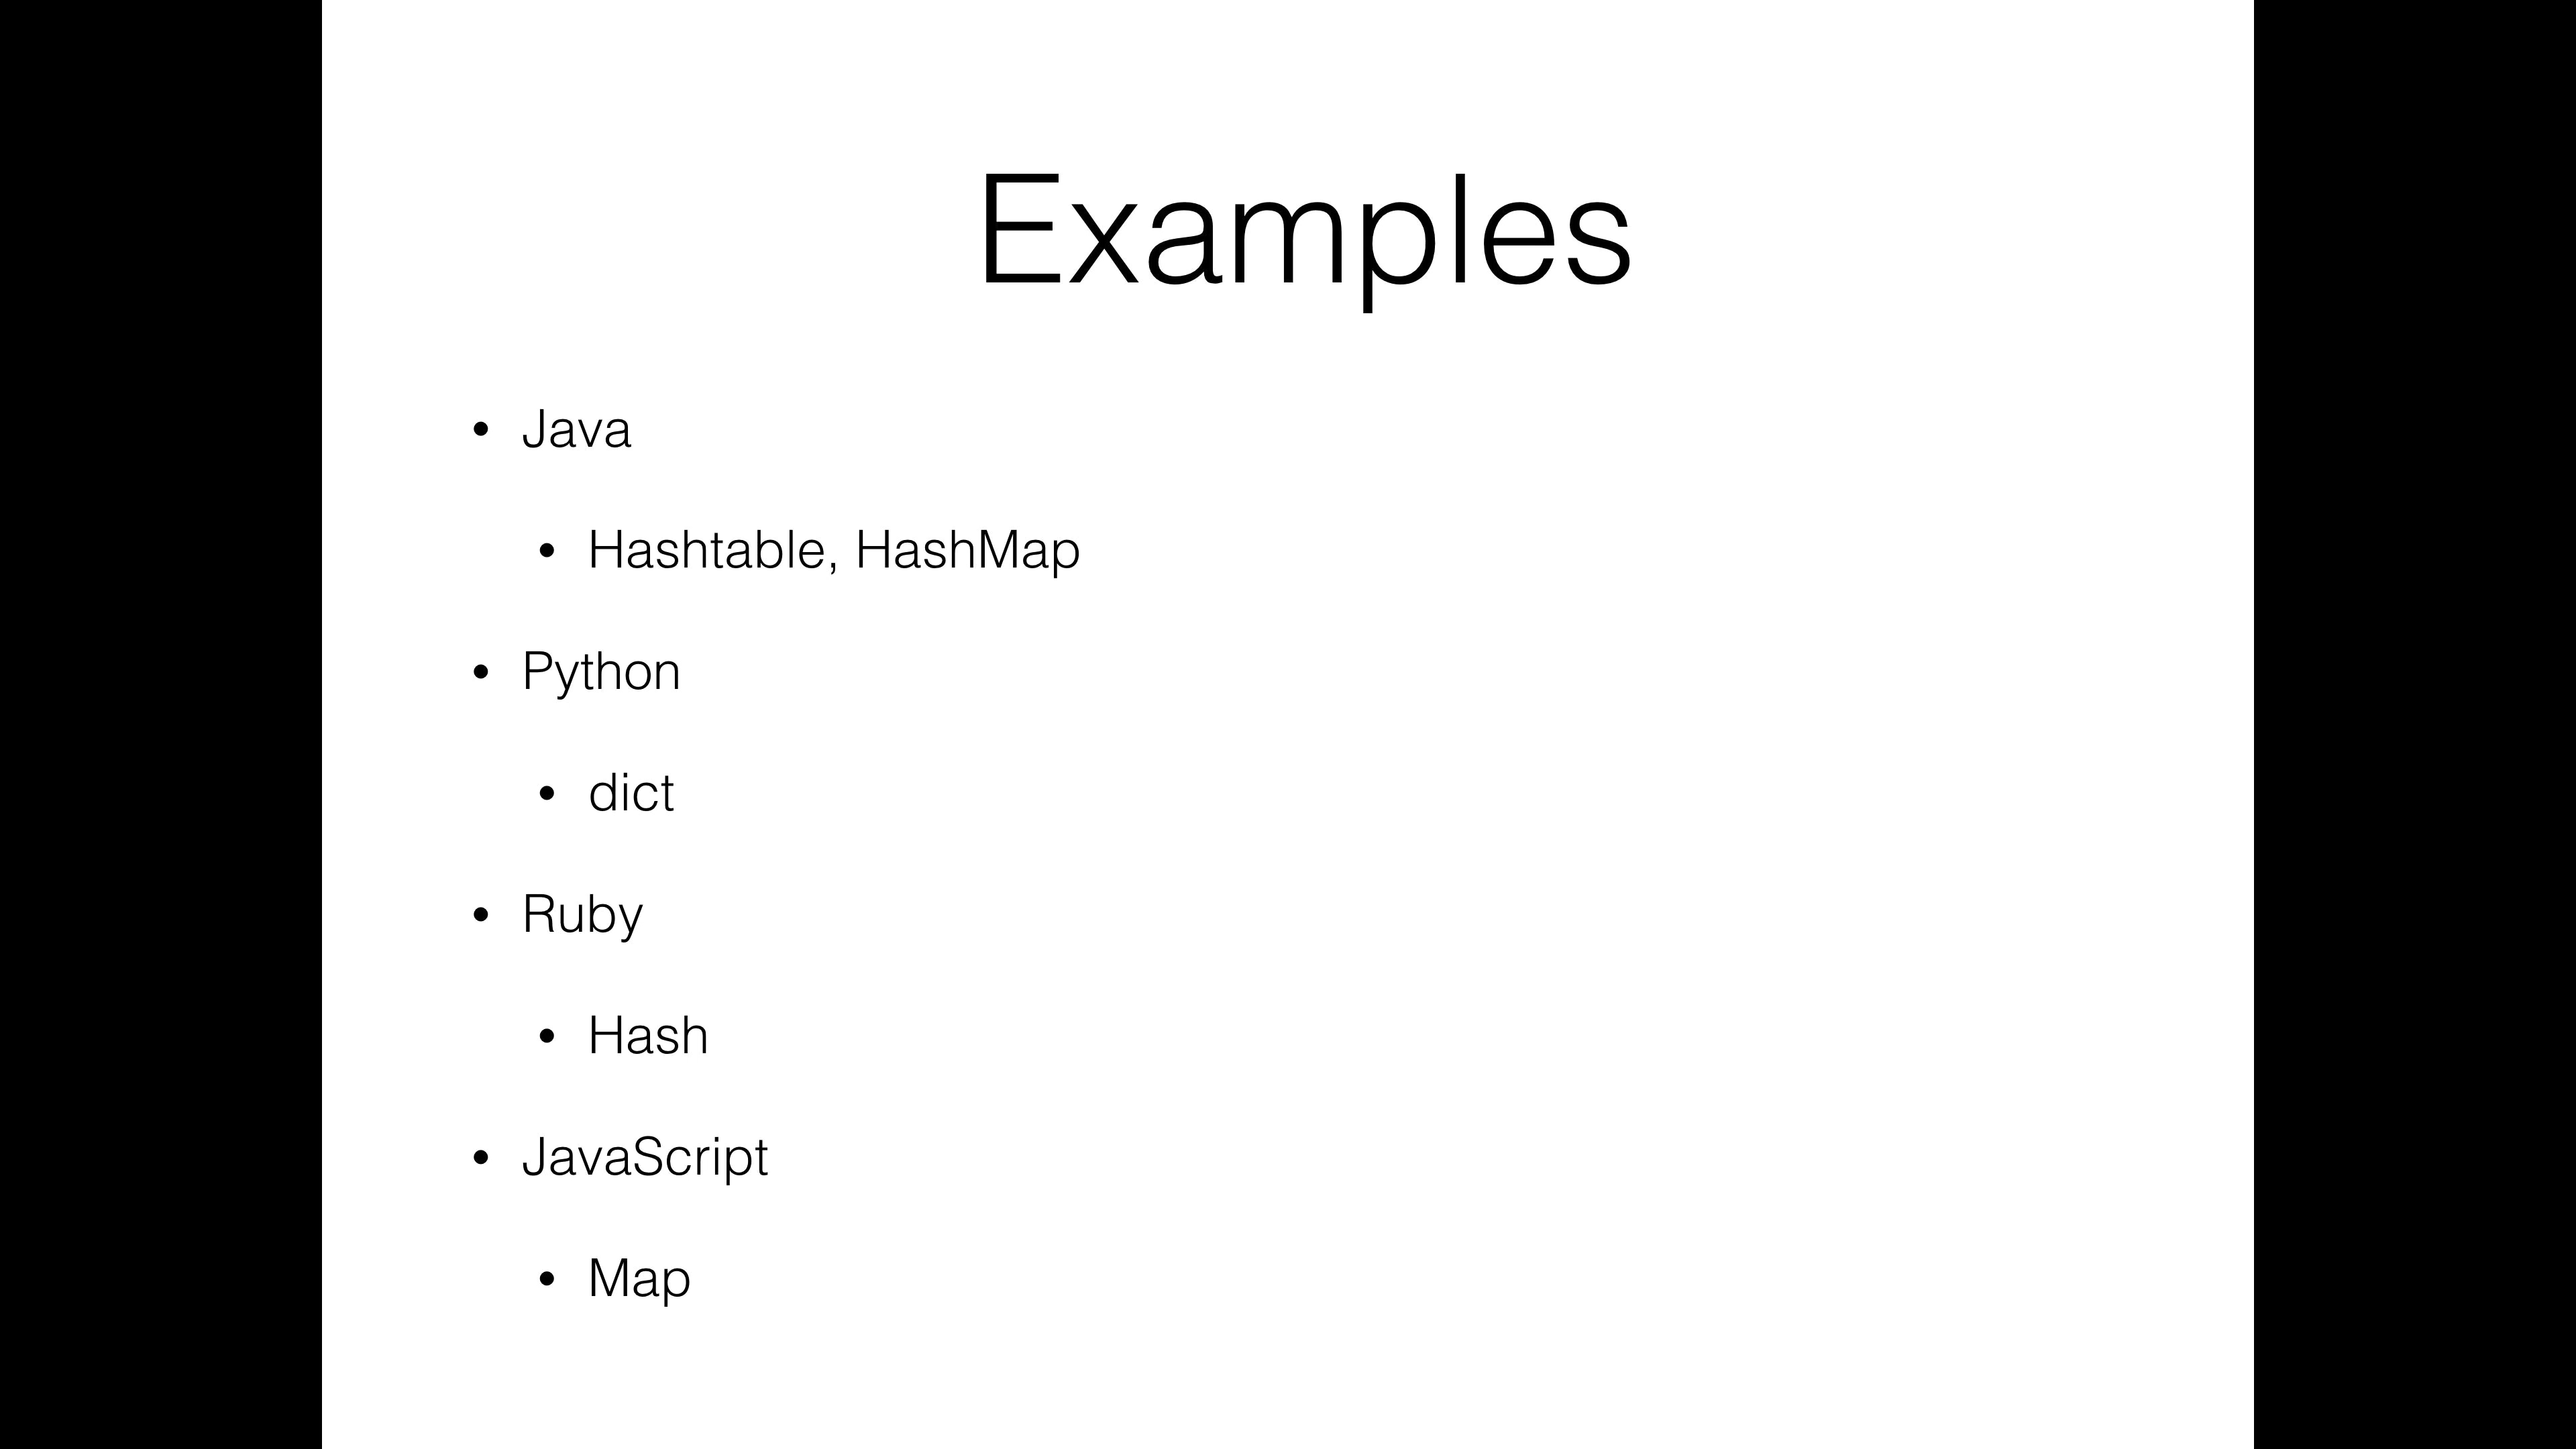 Examples
• Java
• Hashtable, HashMap
• Python
• dict
• Ruby
• Hash
• JavaScript
• Map